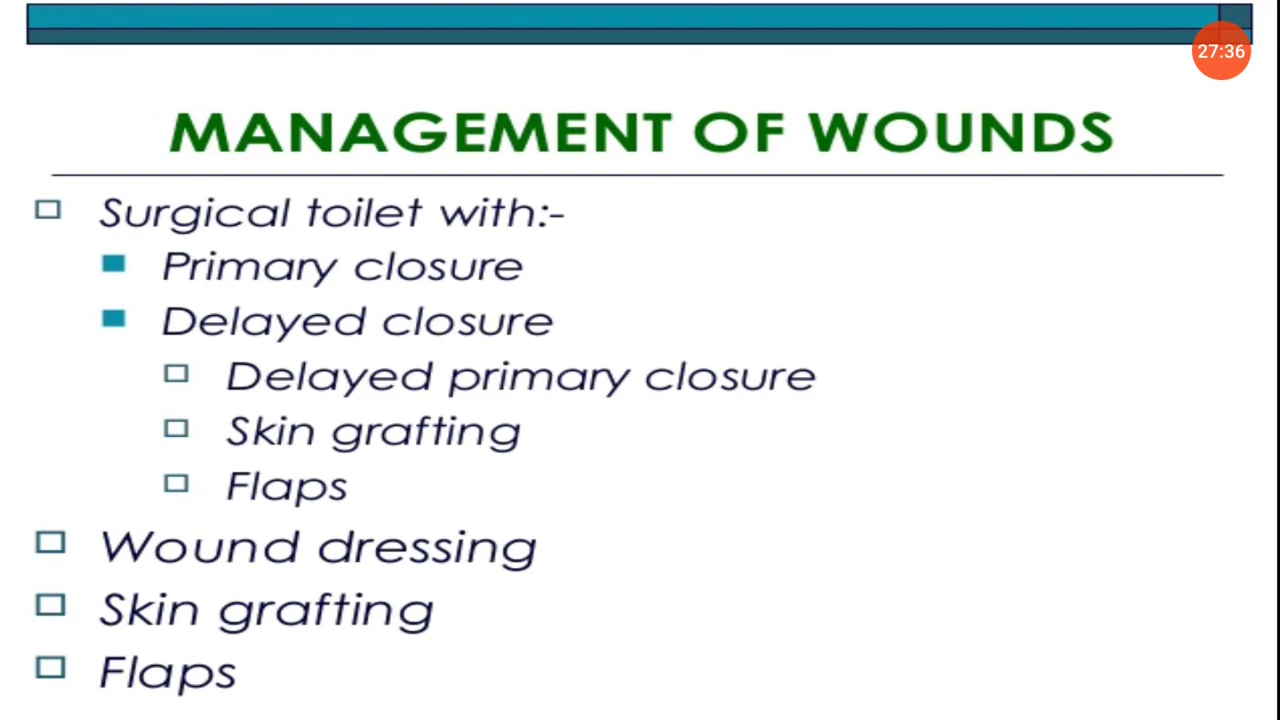 27:36
MANAGEMENT OF WOUNDS
Surgical toilet with:-
Primary closure
Delayed closure
Delayed primary closure
Skin grafting
Flaps
Wound dressing
Skin grafting
Flaps